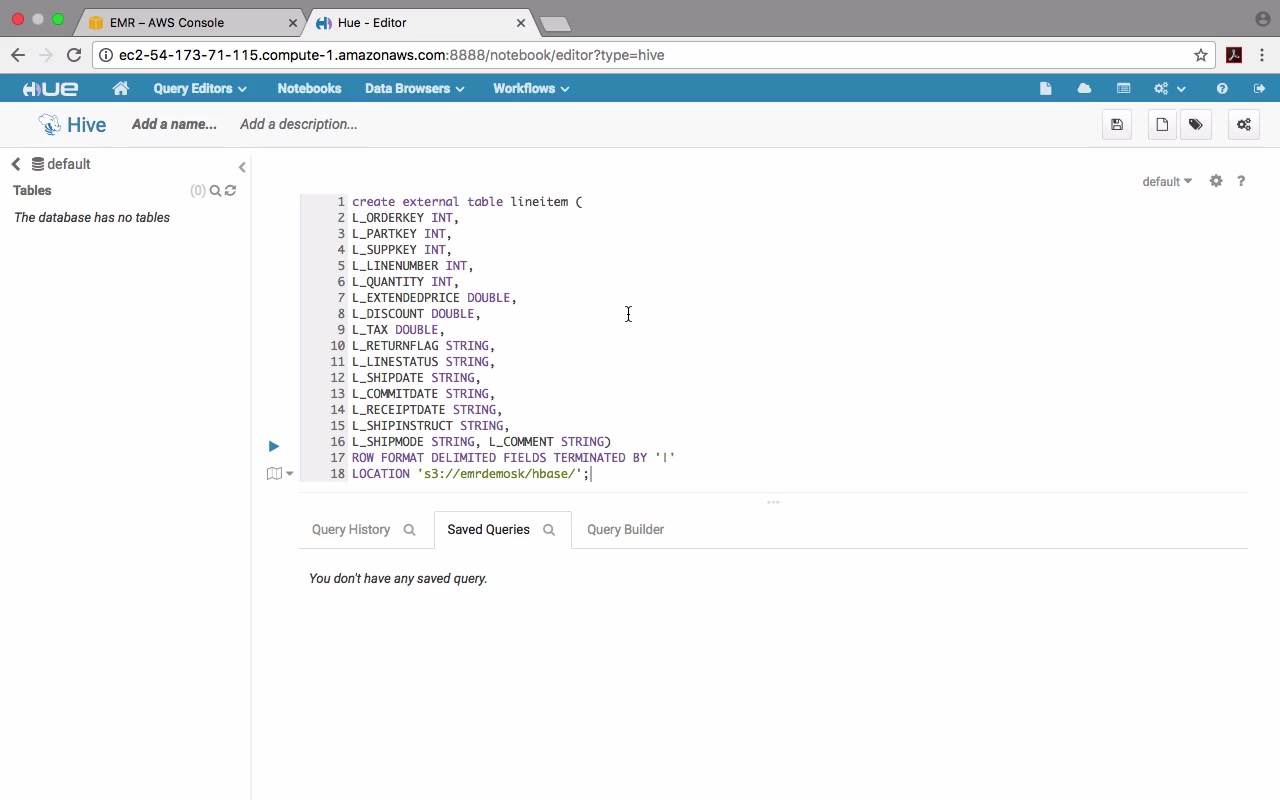 EMR – AWS Console
Hue - Editor
ec2-54-173-71-115.compute-1.amazonaws.com:8888/notebook/editor?type=hive
HUE Query Editors Notebooks Data Browsers Workflows
Hive Add a name... Add a description...
default
Tables (0)
The database has no tables
default
1 create external table lineitem (
2 L_ORDERKEY INT,
3 L_PARTKEY INT,
4 L_SUPPKEY INT,
5 L_LINENUMBER INT,
6 L_QUANTITY INT,
7 L_EXTENDEDPRICE DOUBLE,
8 L_DISCOUNT DOUBLE,
9 L_TAX DOUBLE,
10 L_RETURNFLAG STRING,
11 L_LINESTATUS STRING,
12 L_SHIPDATE STRING,
13 L_COMMITDATE STRING,
14 L_RECEIPTDATE STRING,
15 L_SHIPINSTRUCT STRING,
16 L_SHIPMODE STRING, L_COMMENT STRING)
17 ROW FORMAT DELIMITED FIELDS TERMINATED BY '|'
18 LOCATION 's3://emrdemosk/hbase/';
Query History Saved Queries Query Builder
You don't have any saved query.